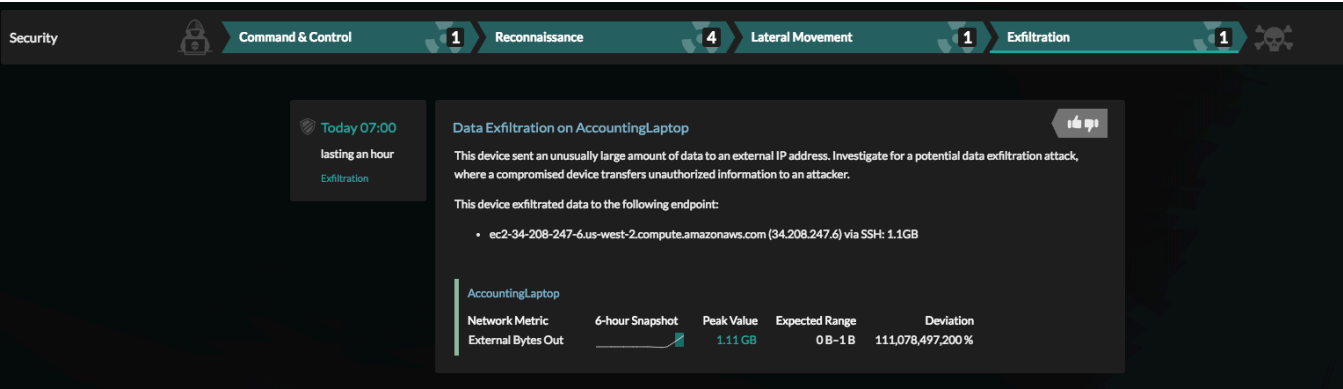 Security
Command & Control 1
Reconnaissance 4
Lateral Movement 1
Exfiltration 1
Today 07:00
lasting an hour
Exfiltration
Data Exfiltration on AccountingLaptop
This device sent an unusually large amount of data to an external IP address. Investigate for a potential data exfiltration attack,
where a compromised device transfers unauthorized information to an attacker.
This device exfiltrated data to the following endpoint:
• ec2-34-208-247-6.us-west-2.compute.amazonaws.com (34.208.247.6) via SSH: 1.1GB
AccountingLaptop
Network Metric 6-hour Snapshot Peak Value Expected Range Deviation
External Bytes Out 1.11 GB 0 B–1 B 111,078,497,200 %